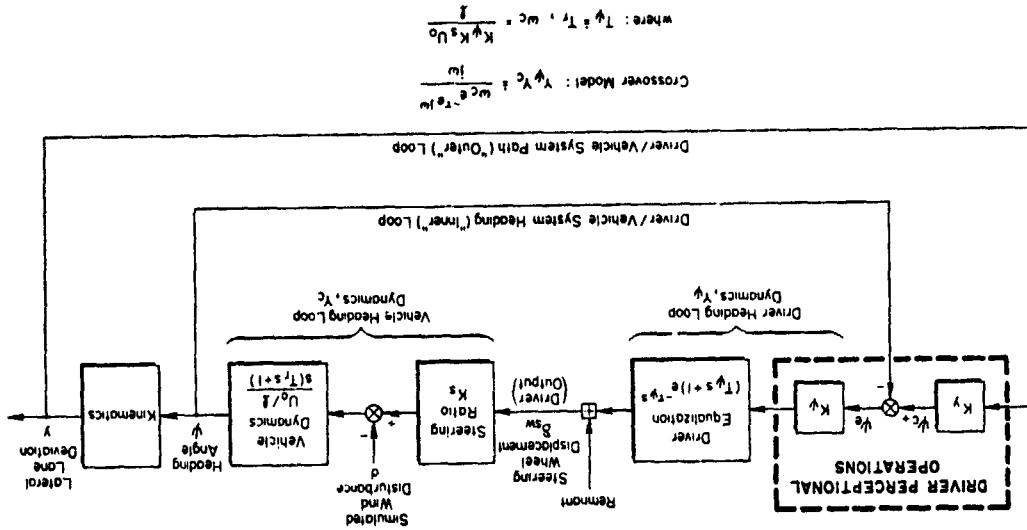 DRIVER PERCEPTIONAL
OPERATIONS
K_y
ψ_c +
-
ψ_e
K_ψ
Driver
Equalization
(T_ψ s + 1)e^{-τ_ψ s}
Driver Heading Loop
Dynamics, Y_ψ
Remnant
+
Steering
Wheel
Displacement
δ_sw
(Driver
Output)
Steering
Ratio
K_s
Simulated
Wind
Disturbance
d
+
-
Vehicle
Dynamics
U_o/ℓ
s(T_r s + 1)
Vehicle Heading Loop
Dynamics, Y_c
Heading
Angle
ψ
Kinematics
Lateral
Lane
Deviation
y
Driver/Vehicle System Heading ("Inner") Loop
Driver/Vehicle System Path ("Outer") Loop
Crossover Model: Y_ψ Y_c ≐ ω_c e^{-τ_e jω} / jω
where: T_ψ ≐ T_r, ω_c = K_ψ K_s U_o / ℓ